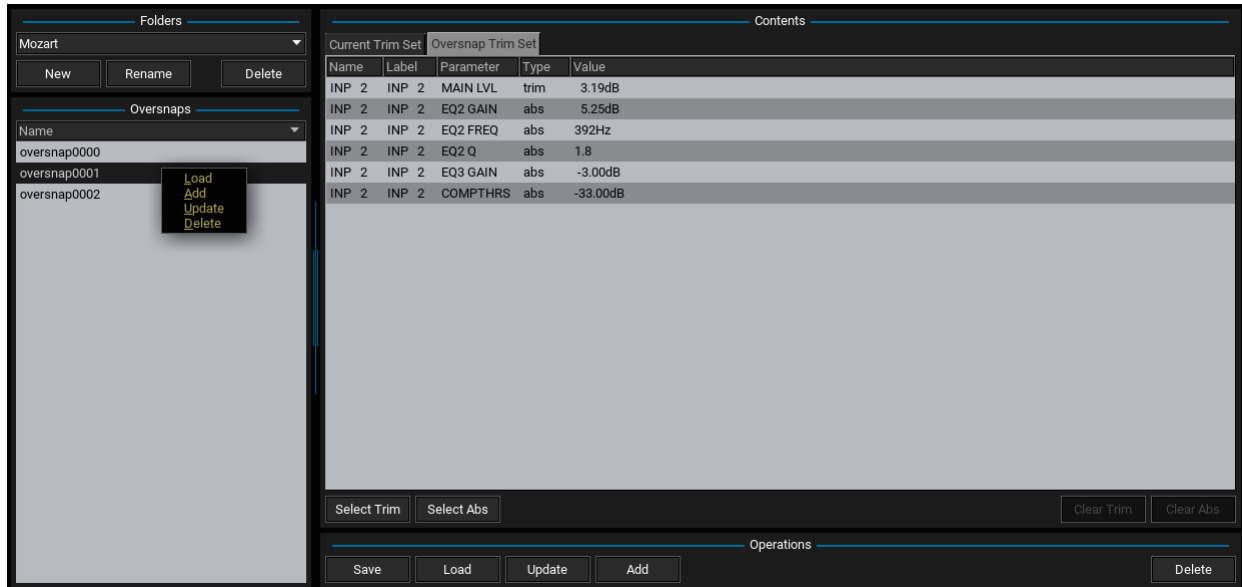 Folders
Mozart
New Rename Delete
Oversnaps
Name
oversnap0000
oversnap0001
oversnap0002
Load
Add
Update
Delete
Contents
Current Trim Set Oversnap Trim Set
Name Label Parameter Type Value
INP 2 INP 2 MAIN LVL trim 3.19dB
INP 2 INP 2 EQ2 GAIN abs 5.25dB
INP 2 INP 2 EQ2 FREQ abs 392Hz
INP 2 INP 2 EQ2 Q abs 1.8
INP 2 INP 2 EQ3 GAIN abs -3.00dB
INP 2 INP 2 COMPTHRS abs -33.00dB
Select Trim Select Abs Clear Trim Clear Abs
Operations
Save Load Update Add Delete